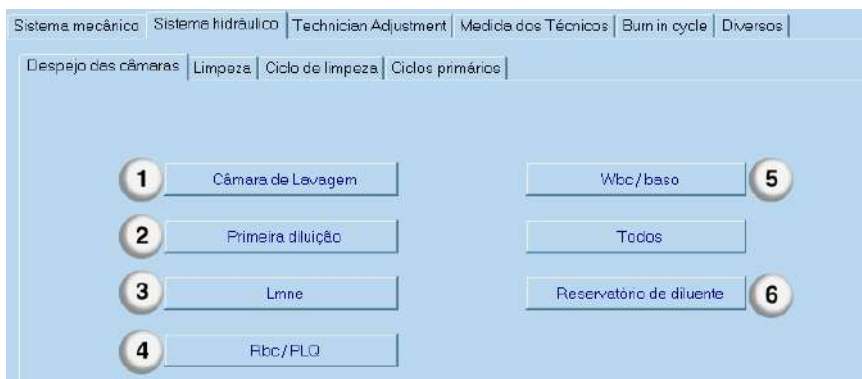 Sistema mecânico Sistema hidráulico Technician Adjustment Medida dos Técnicos Burn in cycle Diversos
Despejo das câmaras Limpeza Ciclo de limpeza Ciclos primários
1 Câmara de Lavagem Wbc/baso 5
2 Primeira diluição Todos
3 Lmne Reservatório de diluente 6
4 Rbc/PLQ